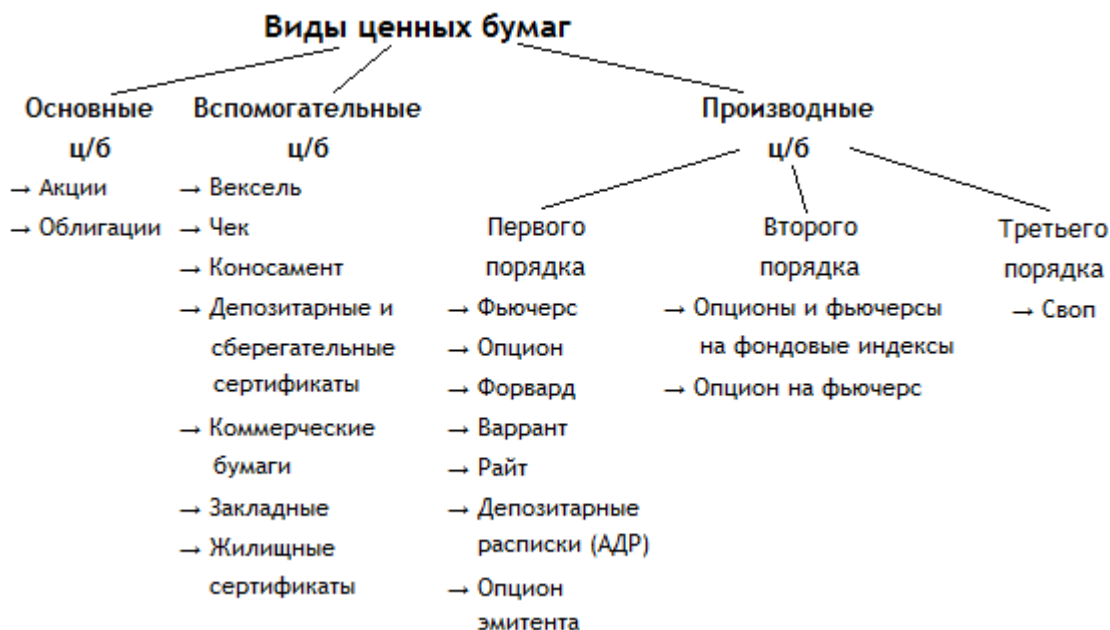 Виды ценных бумаг
Основные
ц/б
→ Акции
→ Облигации
Вспомогательные
ц/б
→ Вексель
→ Чек
→ Коносамент
→ Депозитарные и
сберегательные
сертификаты
→ Коммерческие
бумаги
→ Закладные
→ Жилищные
сертификаты
Производные
ц/б
Первого
порядка
→ Фьючерс
→ Опцион
→ Форвард
→ Варрант
→ Райт
→ Депозитарные
расписки (АДР)
→ Опцион
эмитента
Второго
порядка
→ Опционы и фьючерсы
на фондовые индексы
→ Опцион на фьючерс
Третьего
порядка
→ Своп